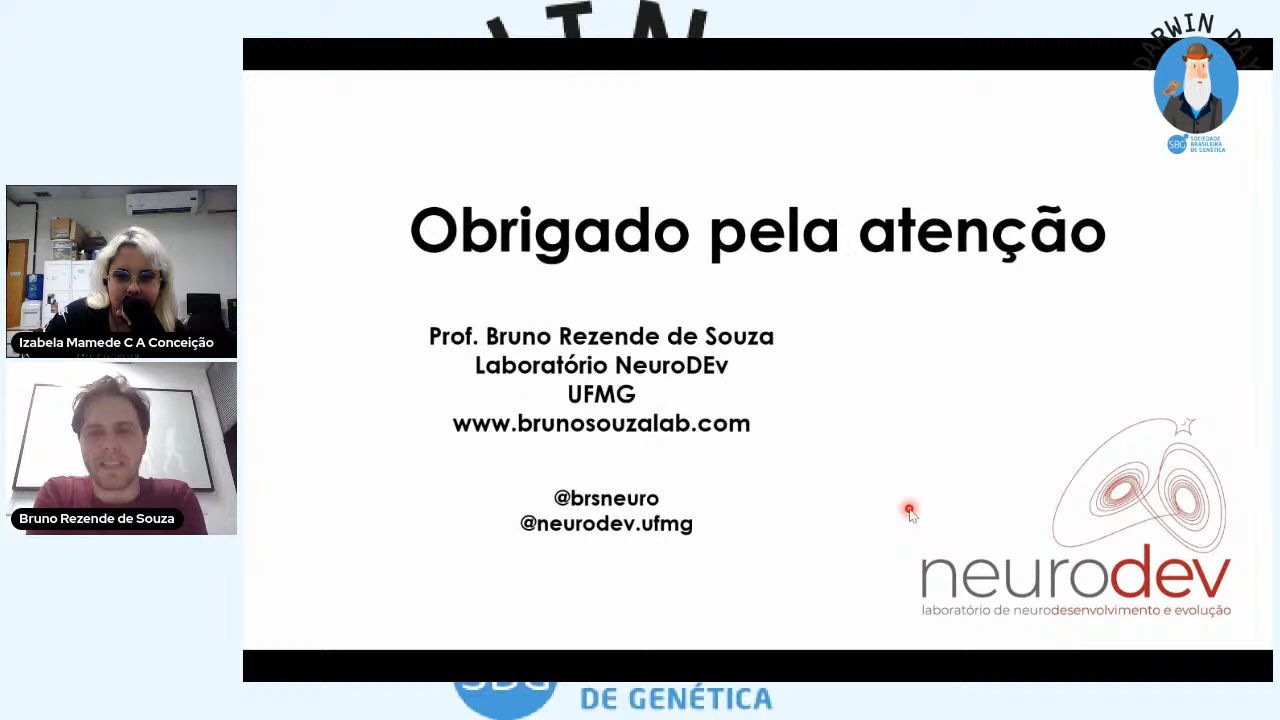 DARWIN DAY
SBG SOCIEDADE
BRASILEIRA
DE GENÉTICA
Obrigado pela atenção
Prof. Bruno Rezende de Souza
Laboratório NeuroDEv
UFMG
www.brunosouzalab.com
@brsneuro
@neurodev.ufmg
neurodev
laboratório de neurodesenvolvimento e evolução
Izabela Mamede C A Conceição
Bruno Rezende de Souza
SBG
DE GENÉTICA